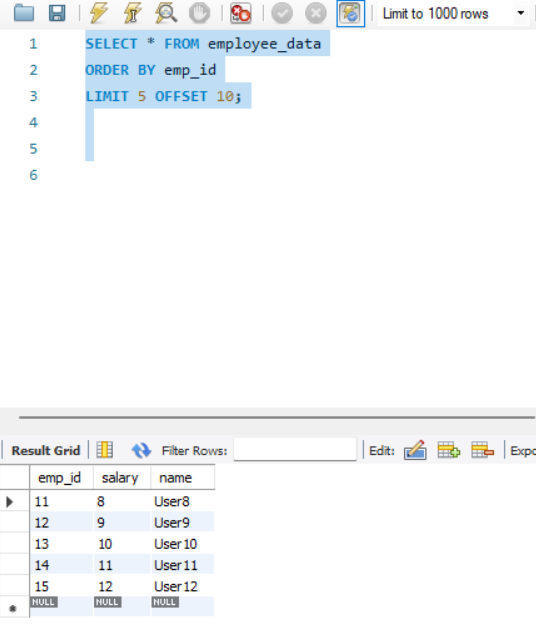 Limit to 1000 rows
1 SELECT * FROM employee_data
2 ORDER BY emp_id
3 LIMIT 5 OFFSET 10;
4
5
6
Result Grid Filter Rows: Edit: Expo
emp_id salary name
11 8 User8
12 9 User9
13 10 User10
14 11 User11
15 12 User12
NULL NULL NULL